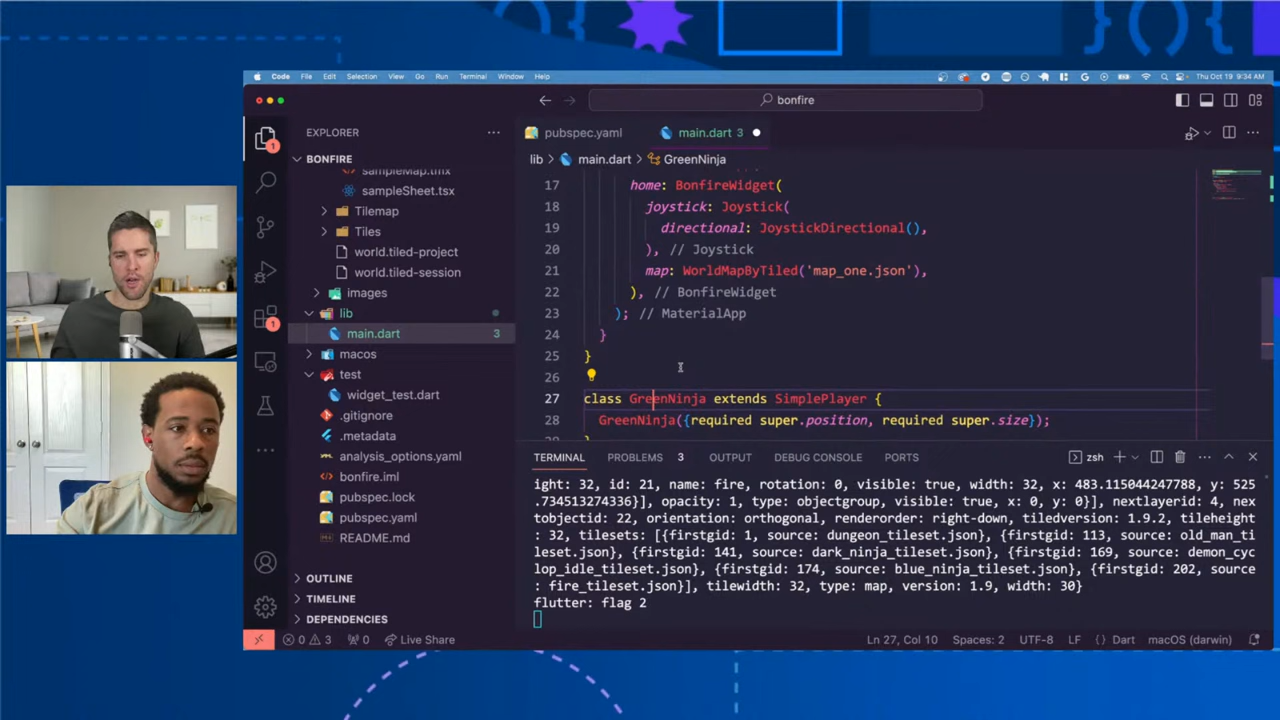 Code File Edit Selection View Go Run Terminal Window Help Thu Oct 19 9:34 AM
bonfire
EXPLORER
BONFIRE
sampleMap.tmx
sampleSheet.tsx
Tilemap
Tiles
world.tiled-project
world.tiled-session
images
lib
main.dart 3
macos
test
widget_test.dart
.gitignore
.metadata
analysis_options.yaml
bonfire.iml
pubspec.lock
pubspec.yaml
README.md
OUTLINE
TIMELINE
DEPENDENCIES
1
1
pubspec.yaml main.dart 3
lib > main.dart > GreenNinja
17 home: BonfireWidget(
18 joystick: Joystick(
19 directional: JoystickDirectional(),
20 ), // Joystick
21 map: WorldMapByTiled('map_one.json'),
22 ), // BonfireWidget
23 ); // MaterialApp
24 }
25 }
26
27 class GreenNinja extends SimplePlayer {
28 GreenNinja({required super.position, required super.size});
TERMINAL PROBLEMS 3 OUTPUT DEBUG CONSOLE PORTS zsh
ight: 32, id: 21, name: fire, rotation: 0, visible: true, width: 32, x: 483.115044247788, y: 525
.734513274336}], opacity: 1, type: objectgroup, visible: true, x: 0, y: 0}], nextlayerid: 4, nex
tobjectid: 22, orientation: orthogonal, renderorder: right-down, tiledversion: 1.9.2, tileheight
: 32, tilesets: [{firstgid: 1, source: dungeon_tileset.json}, {firstgid: 113, source: old_man_ti
leset.json}, {firstgid: 141, source: dark_ninja_tileset.json}, {firstgid: 169, source: demon_cyc
lop_idle_tileset.json}, {firstgid: 174, source: blue_ninja_tileset.json}, {firstgid: 202, source
: fire_tileset.json}], tilewidth: 32, type: map, version: 1.9, width: 30}
flutter: flag 2
0 3 0 Live Share Ln 27, Col 10 Spaces: 2 UTF-8 LF {} Dart macOS (darwin)